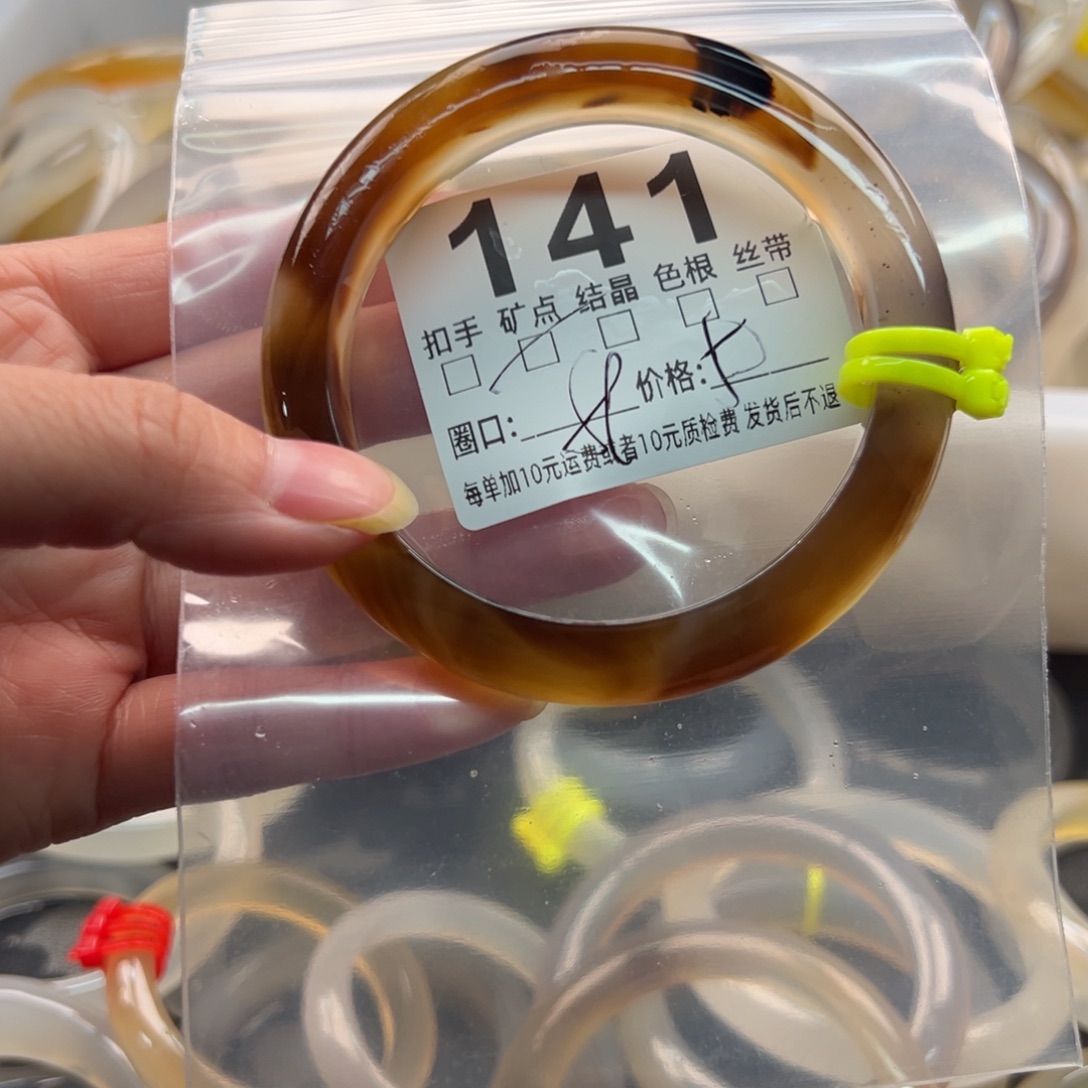 141
扣手 矿点 结晶 色根 丝带
圈口: 价格:
每单加10元运费或者10元质检费 发货后不退